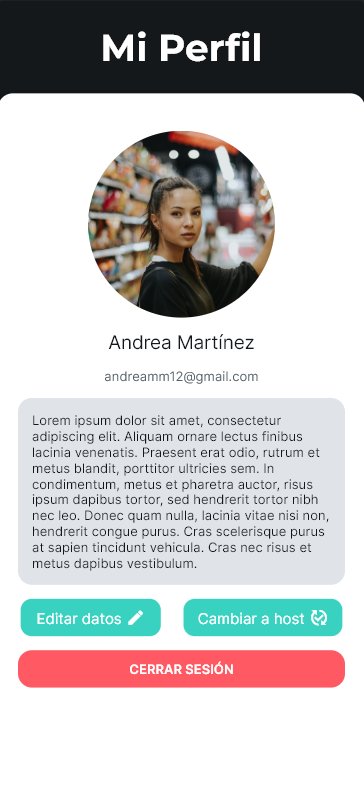 Mi Perfil
Andrea Martínez
andreamm12@gmail.com
Lorem ipsum dolor sit amet, consectetur
adipiscing elit. Aliquam ornare lectus finibus
lacinia venenatis. Praesent erat odio, rutrum et
metus blandit, porttitor ultricies sem. In
condimentum, metus et pharetra auctor, risus
ipsum dapibus tortor, sed hendrerit tortor nibh
nec leo. Donec quam nulla, lacinia vitae nisi non,
hendrerit congue purus. Cras scelerisque purus
at sapien tincidunt vehicula. Cras nec risus et
metus dapibus vestibulum.
Editar datos
Cambiar a host
CERRAR SESIÓN